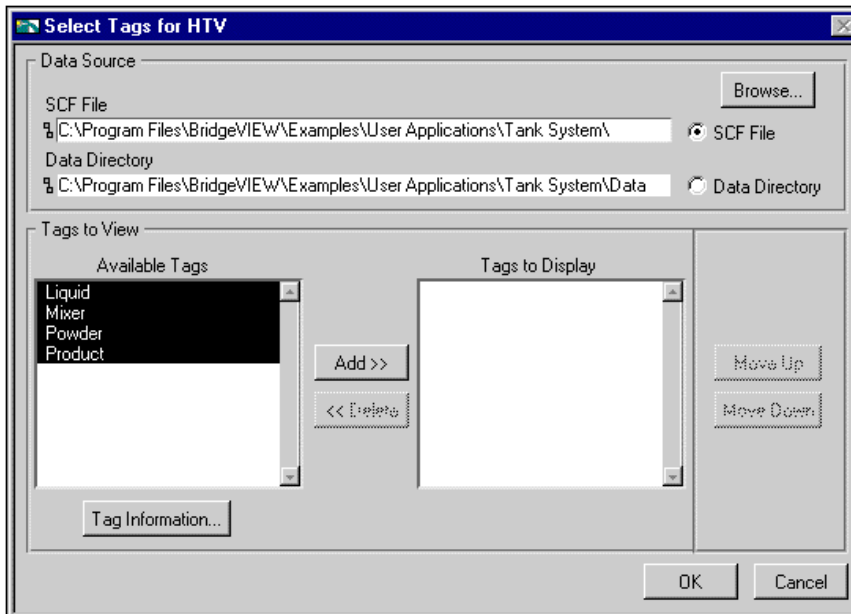 Select Tags for HTV
Data Source
Browse...
SCF File
C:\Program Files\BridgeVIEW\Examples\User Applications\Tank System\
SCF File
Data Directory
C:\Program Files\BridgeVIEW\Examples\User Applications\Tank System\Data
Data Directory
Tags to View
Available Tags
Tags to Display
Liquid
Mixer
Powder
Product
Add >>
<< Delete
Move Up
Move Down
Tag Information...
OK
Cancel